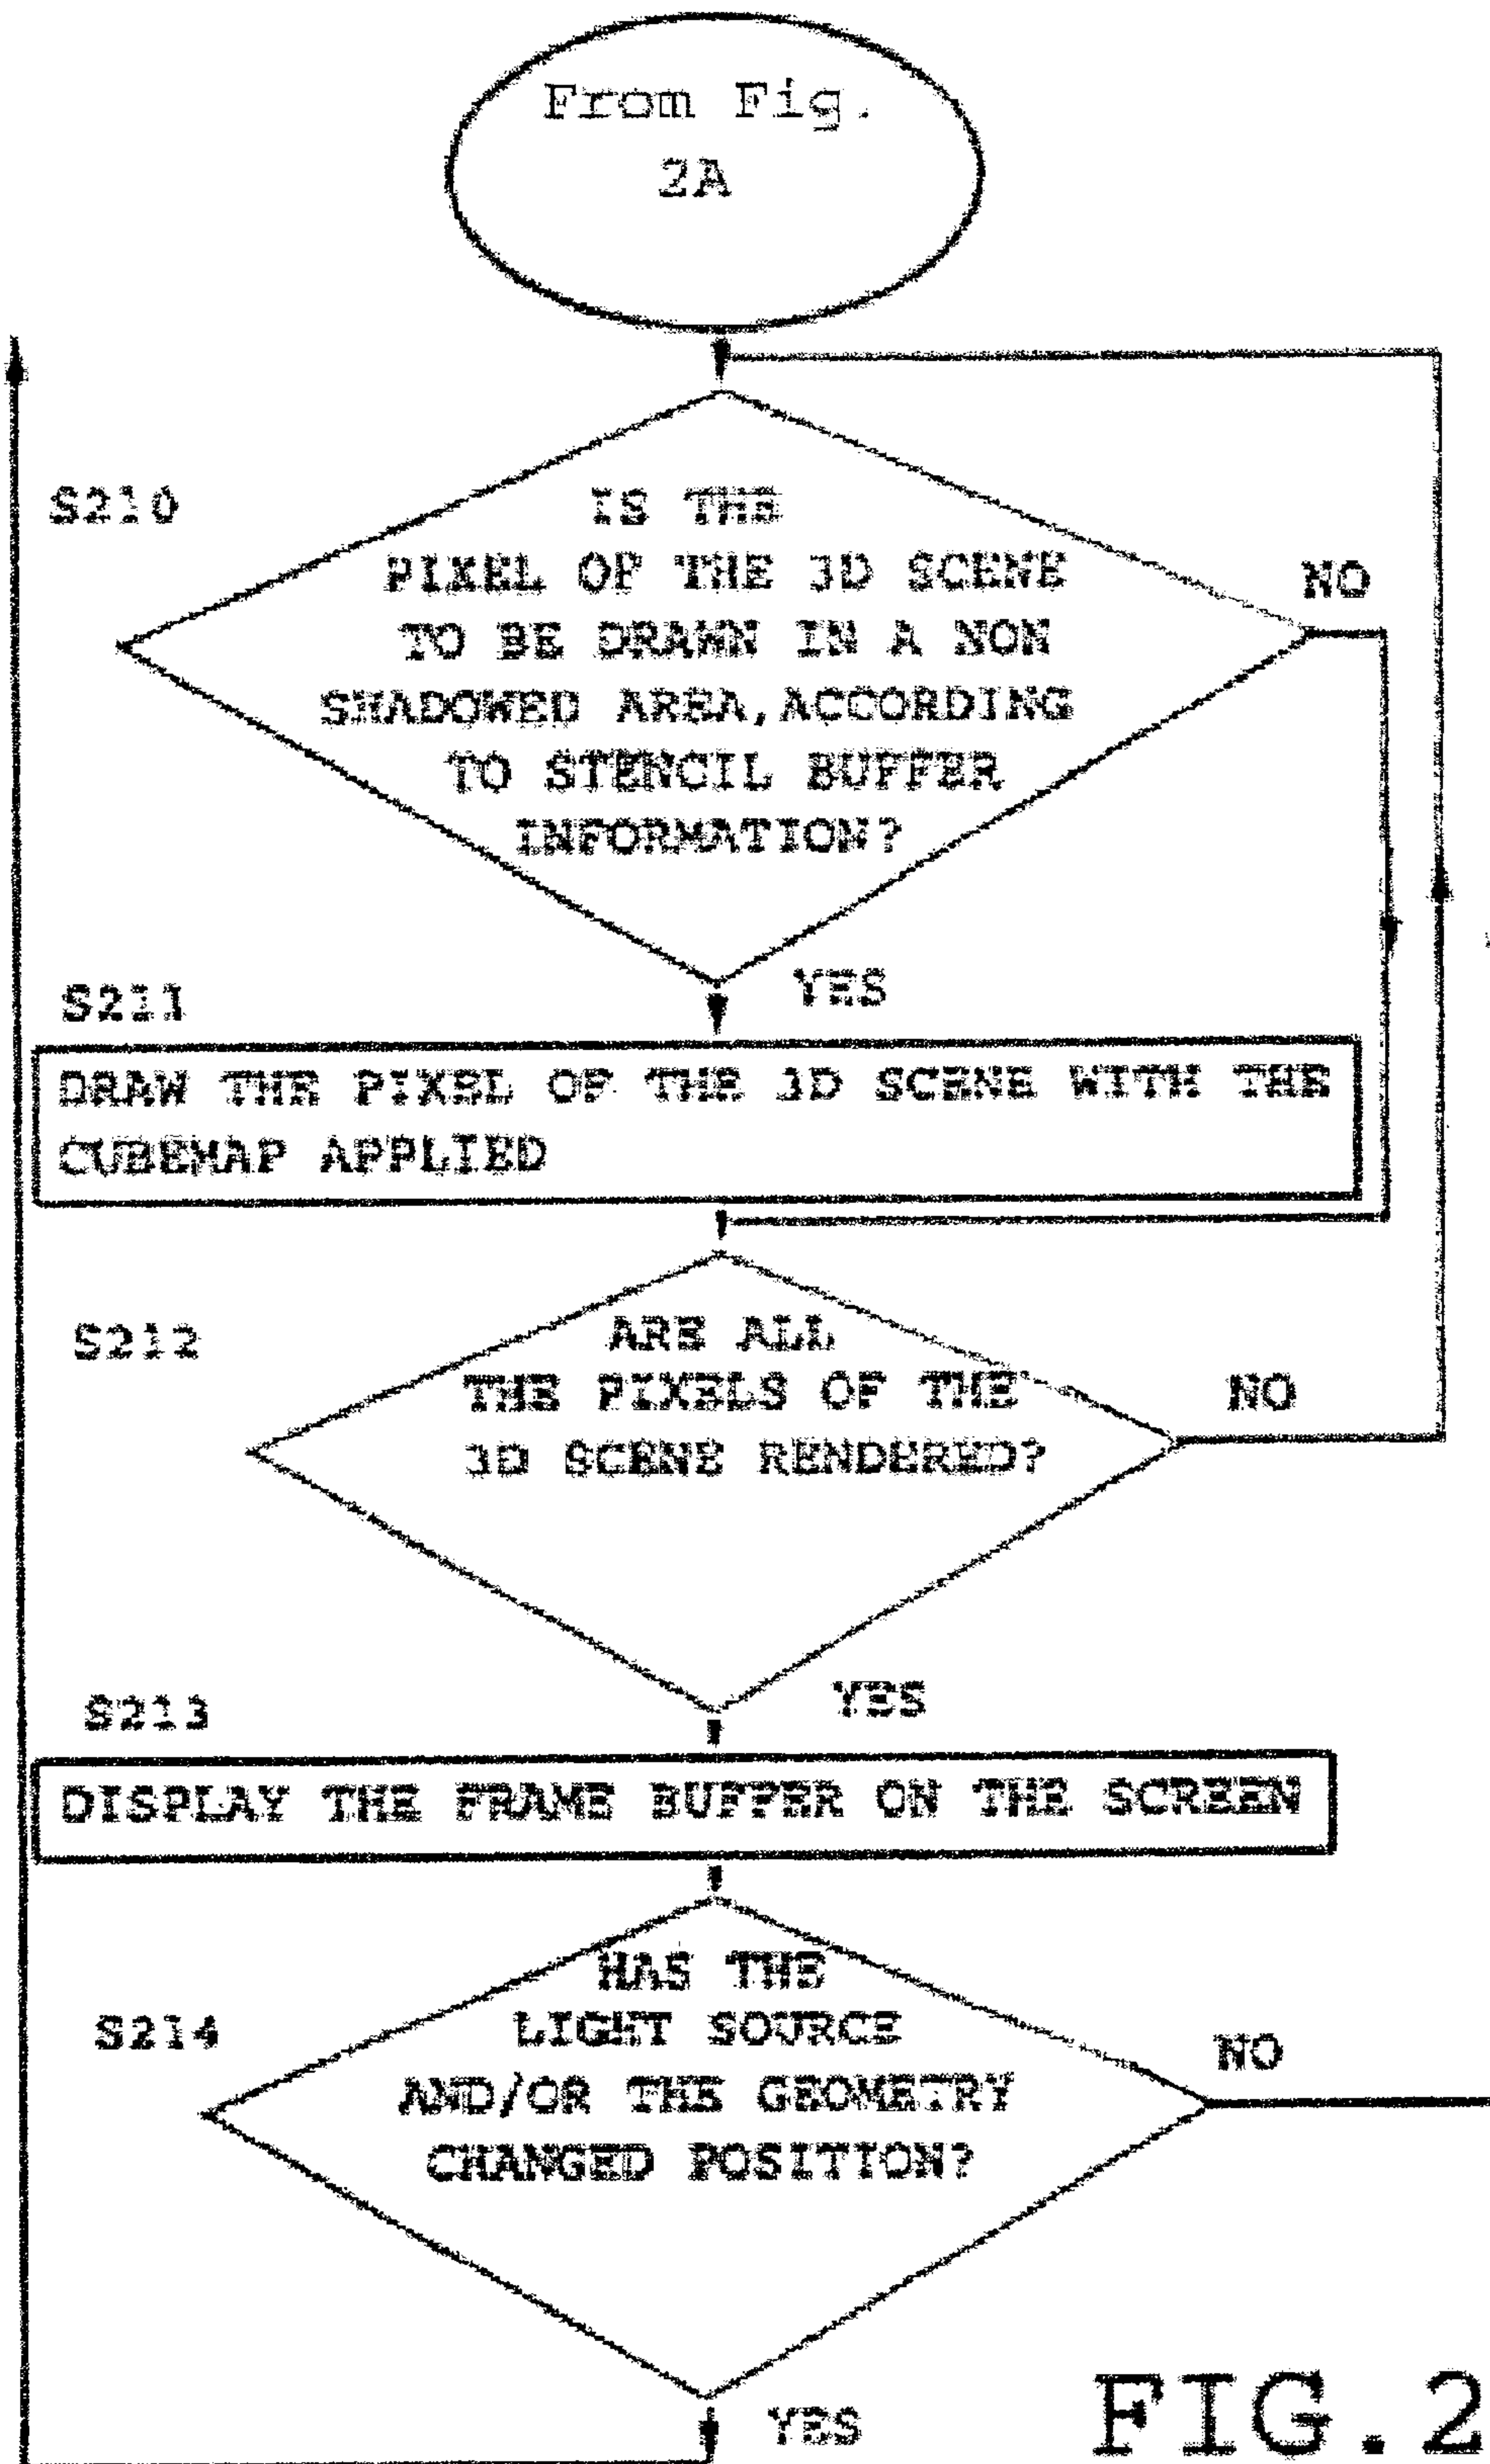 From Fig.
2A
S210
IS THE
PIXEL OF THE 3D SCENE
TO BE DRAWN IN A NON
SHADOWED AREA, ACCORDING
TO STENCIL BUFFER
INFORMATION?
NO
YES
S211
DRAW THE PIXEL OF THE 3D SCENE WITH THE
CUBEMAP APPLIED
S212
ARE ALL
THE PIXELS OF THE
3D SCENE RENDERED?
NO
YES
S213
DISPLAY THE FRAME BUFFER ON THE SCREEN
S214
HAS THE
LIGHT SOURCE
AND/OR THE GEOMETRY
CHANGED POSITION?
NO
YES
FIG.2